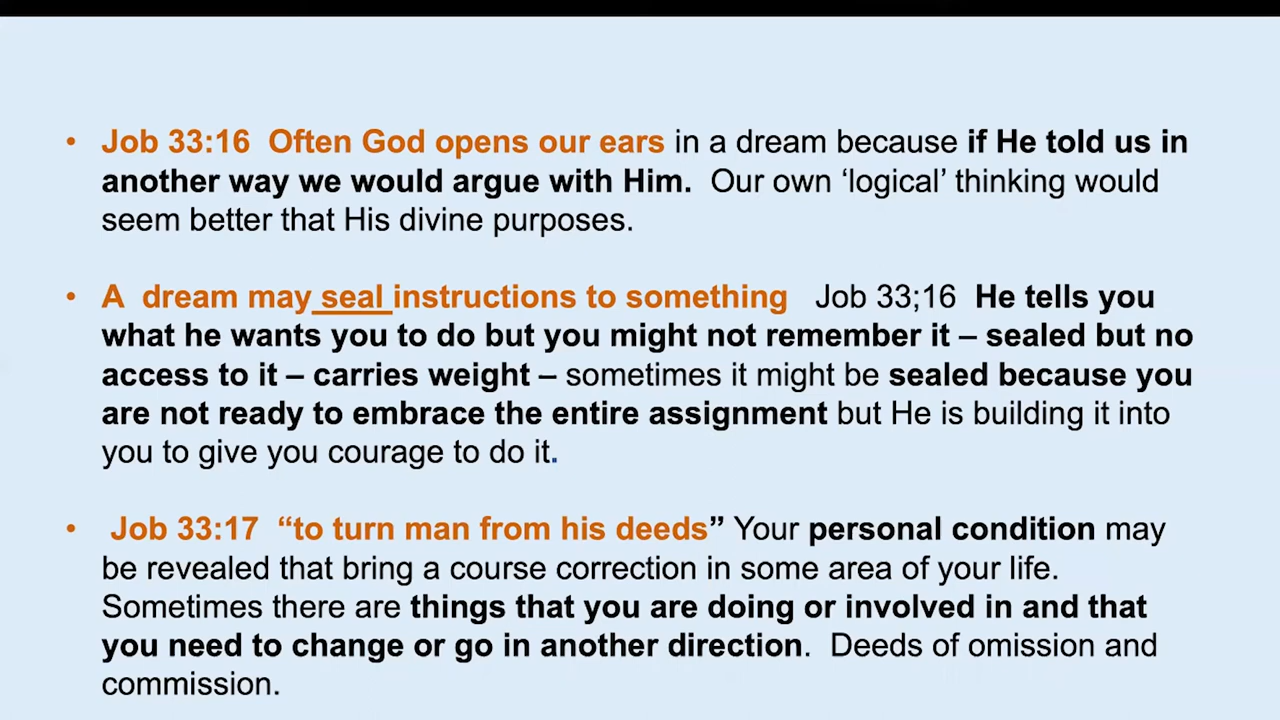 • Job 33:16  Often God opens our ears in a dream because if He told us in
another way we would argue with Him.  Our own ‘logical’ thinking would
seem better that His divine purposes.
• A  dream may seal instructions to something   Job 33;16  He tells you
what he wants you to do but you might not remember it – sealed but no
access to it – carries weight – sometimes it might be sealed because you
are not ready to embrace the entire assignment but He is building it into
you to give you courage to do it.
• Job 33:17  “to turn man from his deeds” Your personal condition may
be revealed that bring a course correction in some area of your life.
Sometimes there are things that you are doing or involved in and that
you need to change or go in another direction.  Deeds of omission and
commission.